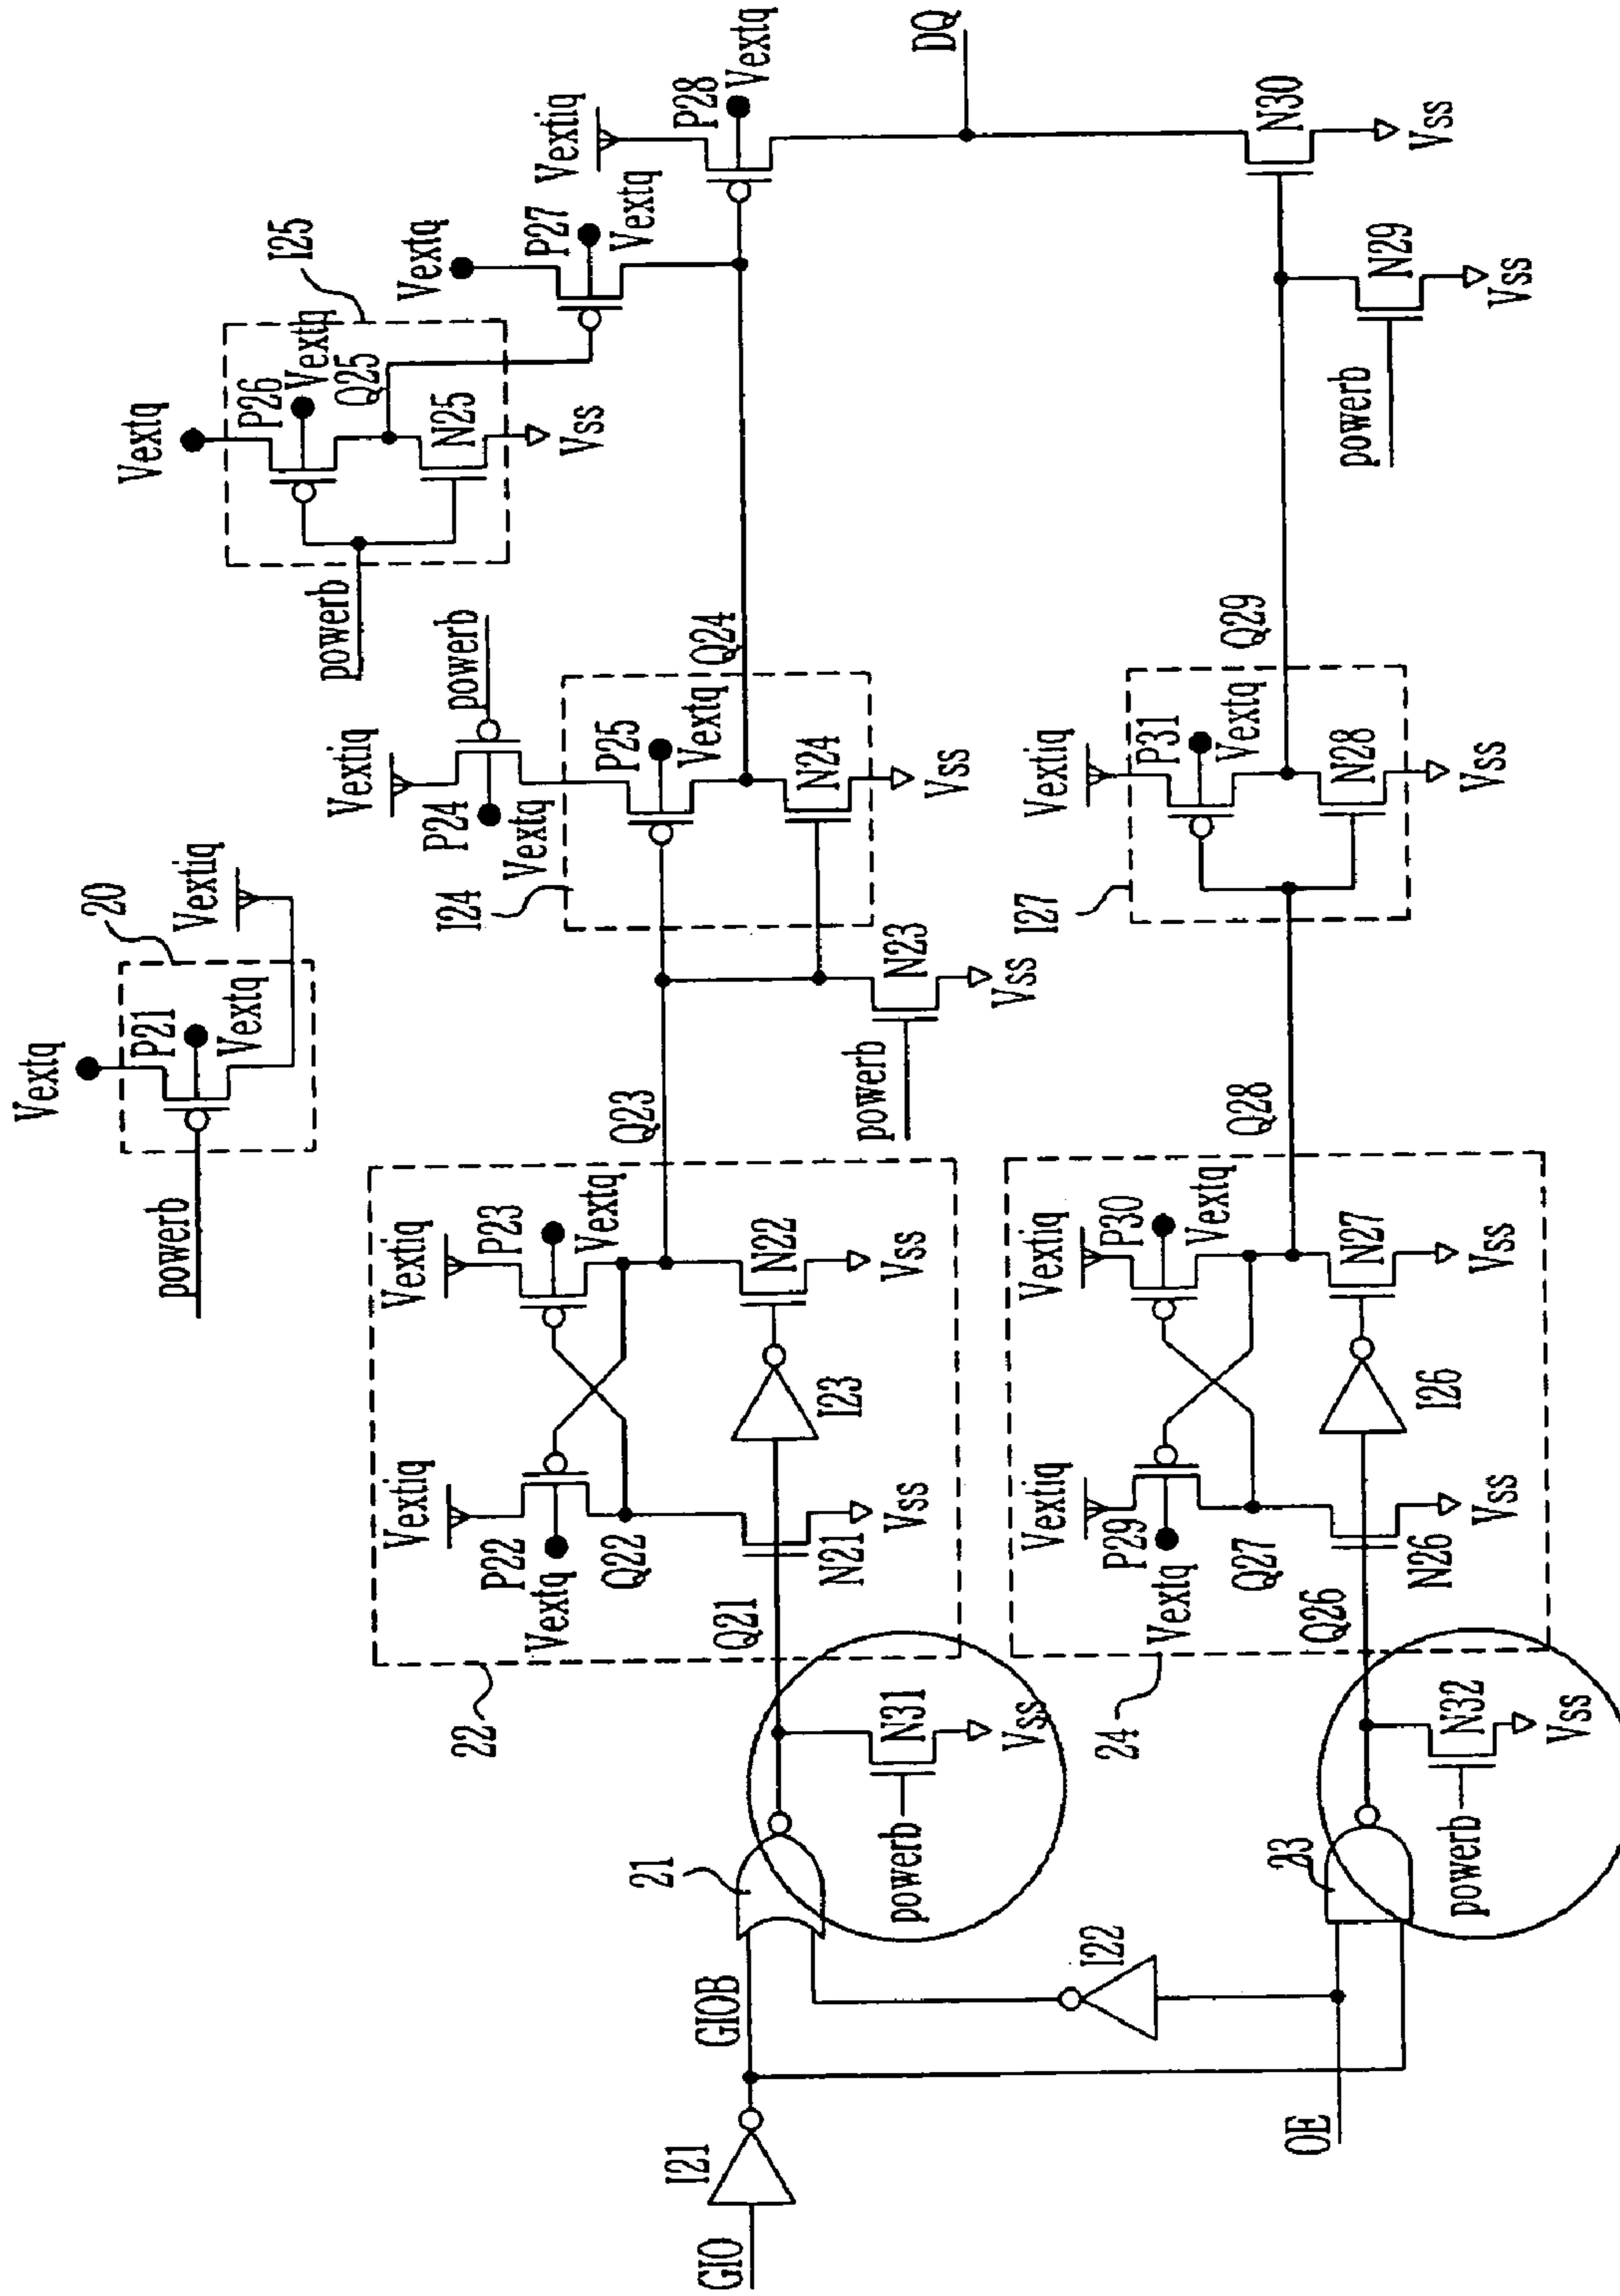 Vextq
powerb
P21
Vextq
20
Vextiq
Vextq
P26
Vextq
Q25
N25
Vss
powerb
I25
Vextq
P27
Vextq
Vextiq
P28
Vextq
DQ
Vextiq
P24
Vextq
powerb
I24
P25
Vextq
Q24
N24
Vss
22
Vextiq
P22
Vextq
Q22
Vextiq
P23
Vextq
Q23
Q21
N21
Vss
I23
N22
Vss
powerb
N23
Vss
GIO
I21
GIOB
21
powerb
N31
Vss
I22
24
Vextiq
P29
Vextq
Q27
Vextiq
P30
Vextq
Q28
Q26
N26
Vss
I26
N27
Vss
I27
Vextiq
P31
Vextq
Q29
N28
Vss
powerb
N29
Vss
N30
Vss
OE
23
powerb
N32
Vss